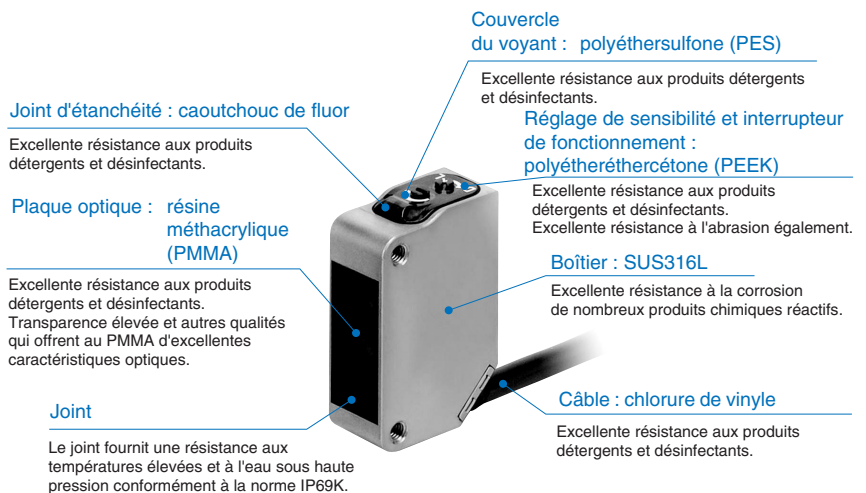 Couvercle
du voyant : polyéthersulfone (PES)
Excellente résistance aux produits détergents
et désinfectants.
Joint d'étanchéité : caoutchouc de fluor
Excellente résistance aux produits
détergents et désinfectants.
Réglage de sensibilité et interrupteur
de fonctionnement :
polyétheréthercétone (PEEK)
Excellente résistance aux produits
détergents et désinfectants.
Excellente résistance à l'abrasion également.
Plaque optique : résine
méthacrylique
(PMMA)
Excellente résistance aux produits
détergents et désinfectants.
Transparence élevée et autres qualités
qui offrent au PMMA d'excellentes
caractéristiques optiques.
Boîtier : SUS316L
Excellente résistance à la corrosion
de nombreux produits chimiques réactifs.
Joint
Le joint fournit une résistance aux
températures élevées et à l'eau sous haute
pression conformément à la norme IP69K.
Câble : chlorure de vinyle
Excellente résistance aux produits
détergents et désinfectants.